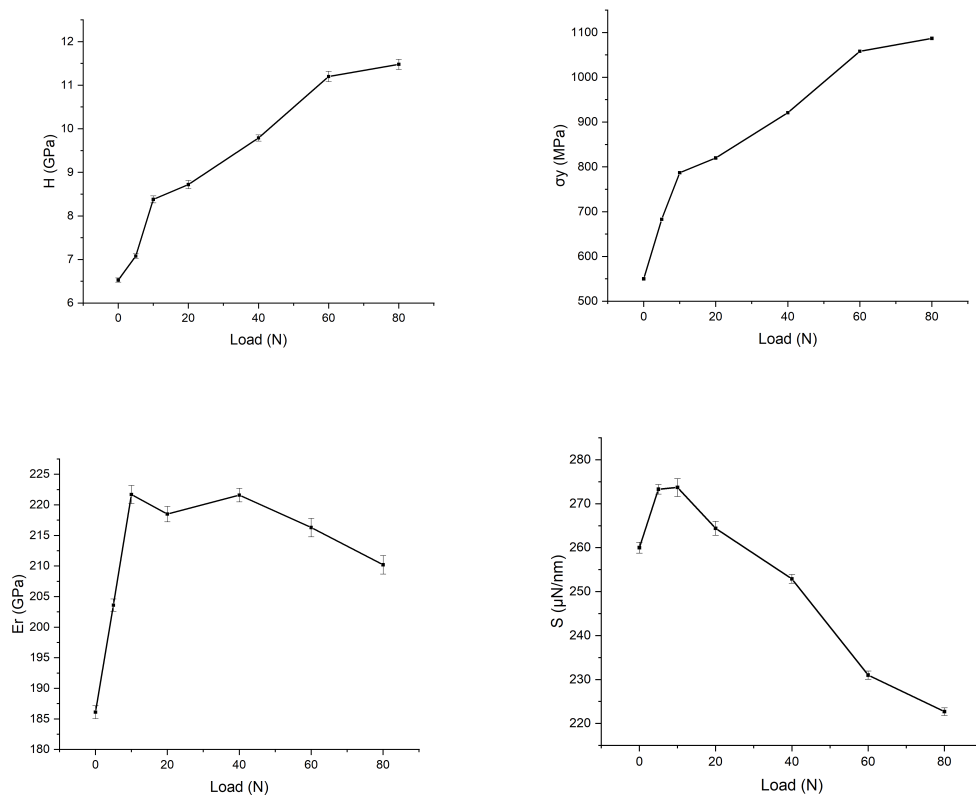 12
11
10
9
8
7
6
H (GPa)
0 20 40 60 80
Load (N)
1100
1000
900
800
700
600
500
σy (MPa)
0 20 40 60 80
Load (N)
225
220
215
210
205
200
195
190
185
180
Er (GPa)
0 20 40 60 80
Load (N)
280
270
260
250
240
230
220
S (μN/nm)
0 20 40 60 80
Load (N)